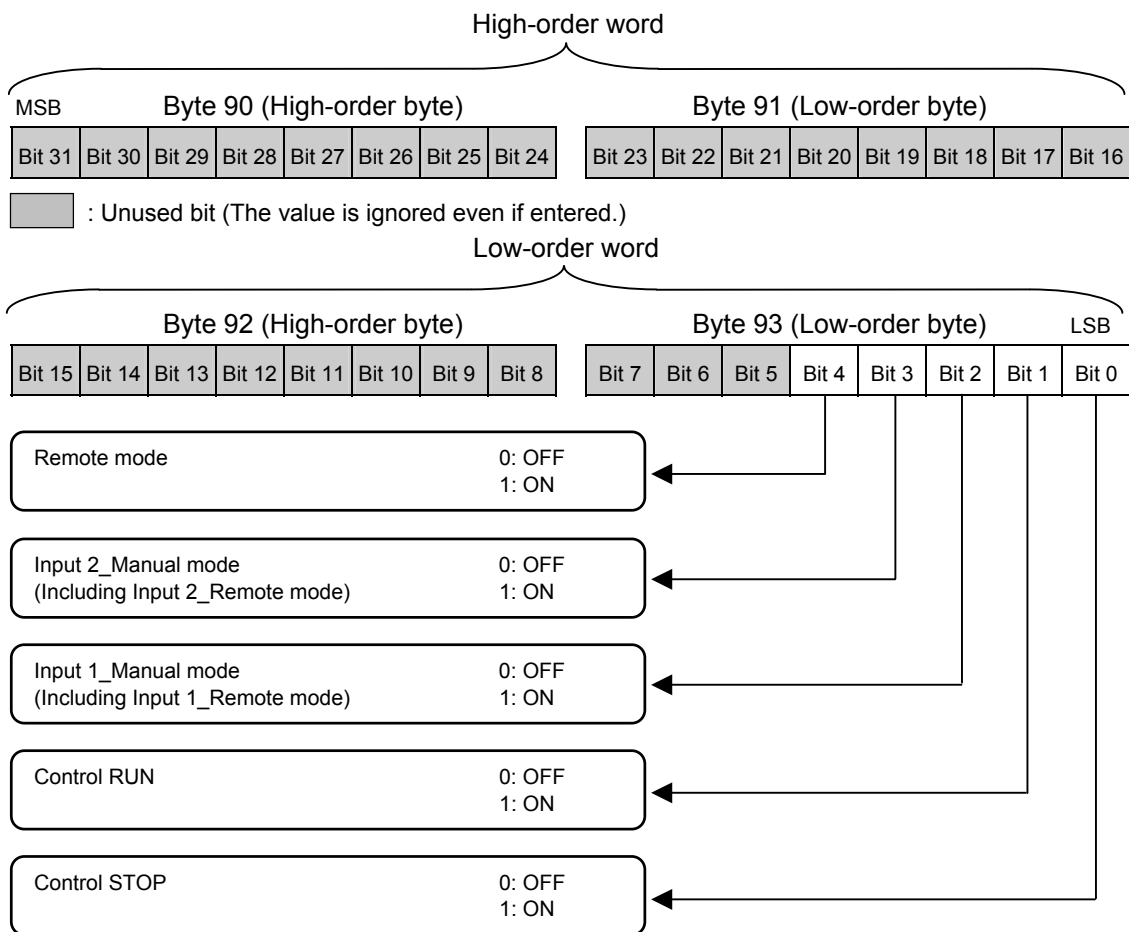 High-order word
MSB Byte 90 (High-order byte) Byte 91 (Low-order byte)
Bit 31 Bit 30 Bit 29 Bit 28 Bit 27 Bit 26 Bit 25 Bit 24 Bit 23 Bit 22 Bit 21 Bit 20 Bit 19 Bit 18 Bit 17 Bit 16
: Unused bit (The value is ignored even if entered.)
Low-order word
Byte 92 (High-order byte) Byte 93 (Low-order byte) LSB
Bit 15 Bit 14 Bit 13 Bit 12 Bit 11 Bit 10 Bit 9 Bit 8 Bit 7 Bit 6 Bit 5 Bit 4 Bit 3 Bit 2 Bit 1 Bit 0
Remote mode 0: OFF
1: ON
Input 2_Manual mode 0: OFF
(Including Input 2_Remote mode) 1: ON
Input 1_Manual mode 0: OFF
(Including Input 1_Remote mode) 1: ON
Control RUN 0: OFF
1: ON
Control STOP 0: OFF
1: ON